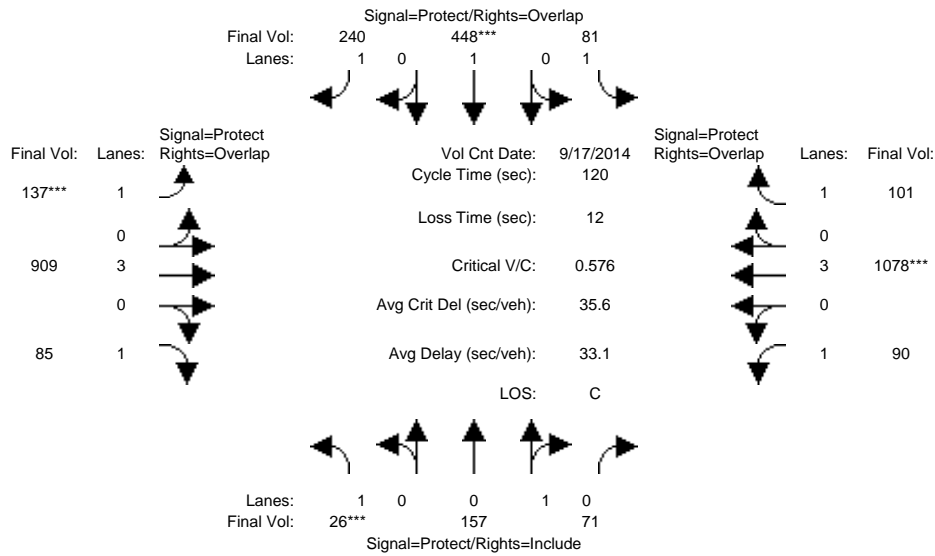 Signal=Protect/Rights=Overlap
Final Vol: 240 448*** 81
Lanes: 1 0 1 0 1
Signal=Protect
Final Vol: Lanes: Rights=Overlap
Vol Cnt Date: 9/17/2014
Signal=Protect
Rights=Overlap Lanes: Final Vol:
Cycle Time (sec): 120
137*** 1
1 101
Loss Time (sec): 12
0
0
909 3
Critical V/C: 0.576
3 1078***
0
Avg Crit Del (sec/veh): 35.6
0
85 1
Avg Delay (sec/veh): 33.1
1 90
LOS: C
Lanes: 1 0 0 1 0
Final Vol: 26*** 157 71
Signal=Protect/Rights=Include